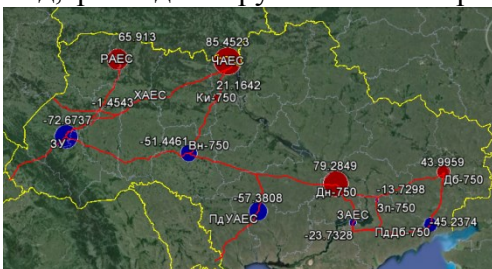 65.913
85.4523
РАЕС
ЧАЕС
21.1642
ХАЕС
Ки-750
-1.4543
-72.6737
ЗУ
-51.4461
Вн-750
79.2849
43.9959
Дн-750
-13.7298
Дб-750
-57.3808
Зп-750
ПдУАЕС
ЗАЕС
-45.2374
-23.7328
ПдДб-750